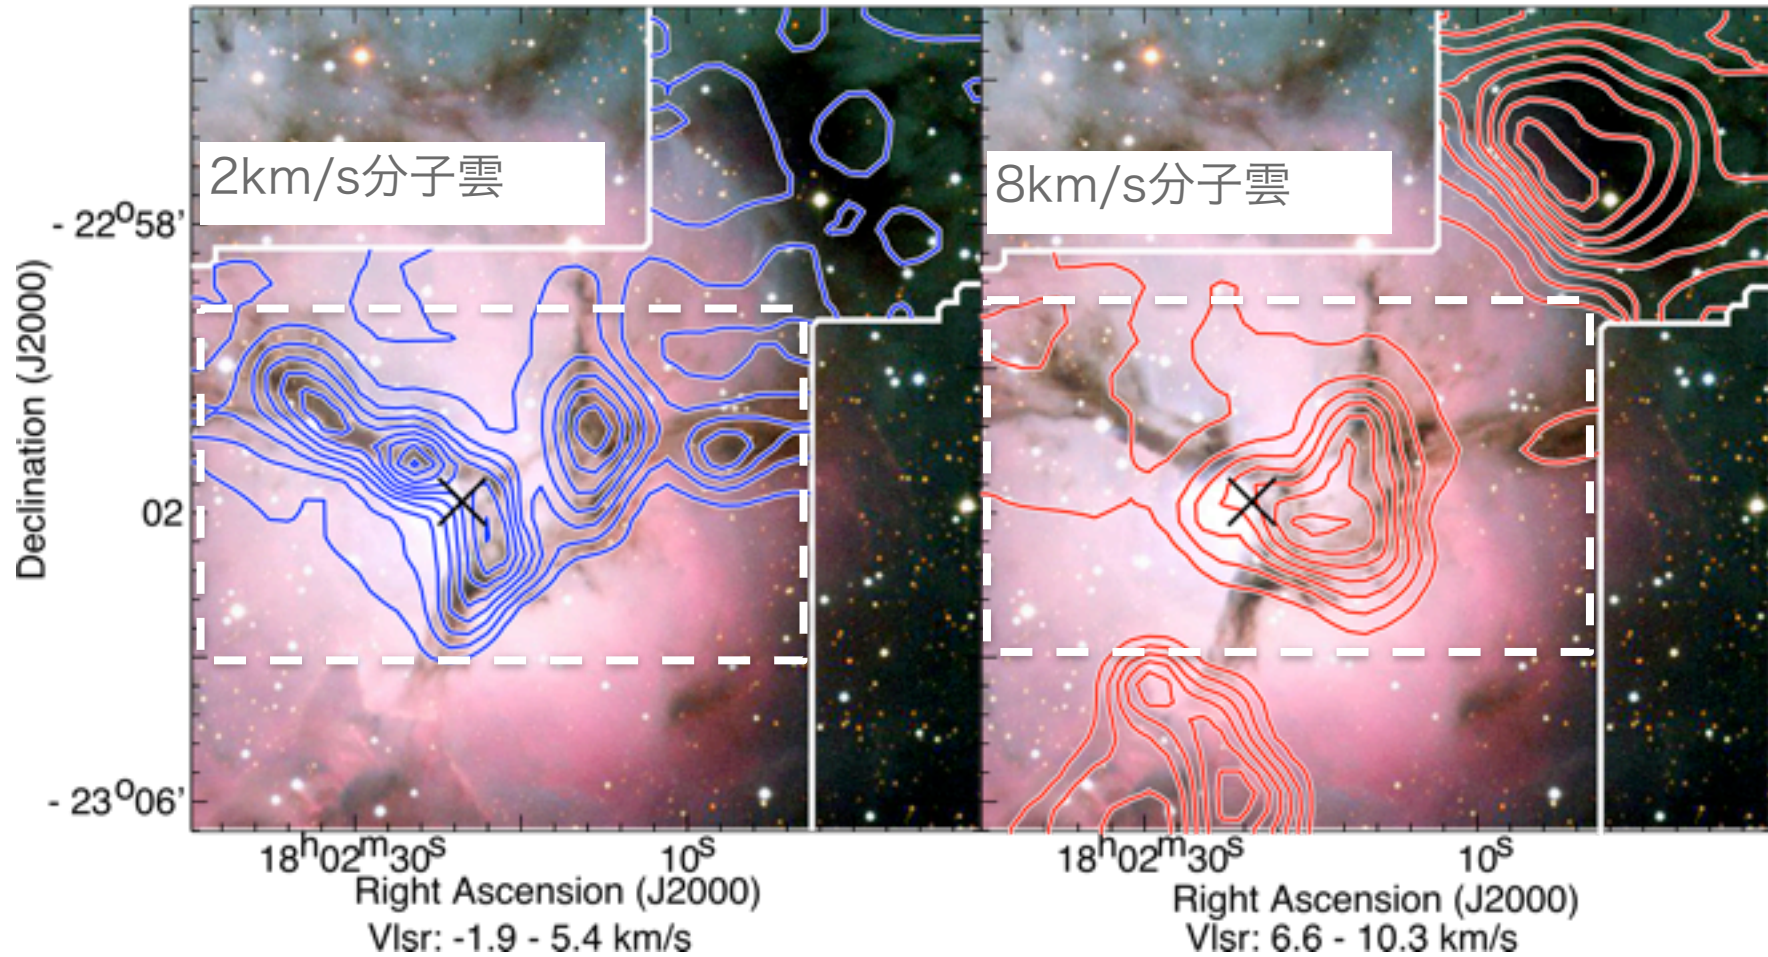 2km/s分子雲
8km/s分子雲
- 22°58'
02
- 23°06'
Declination (J2000)
18h02m30s
10s
18h02m30s
10s
Right Ascension (J2000)
Right Ascension (J2000)
Vlsr: -1.9 - 5.4 km/s
Vlsr: 6.6 - 10.3 km/s